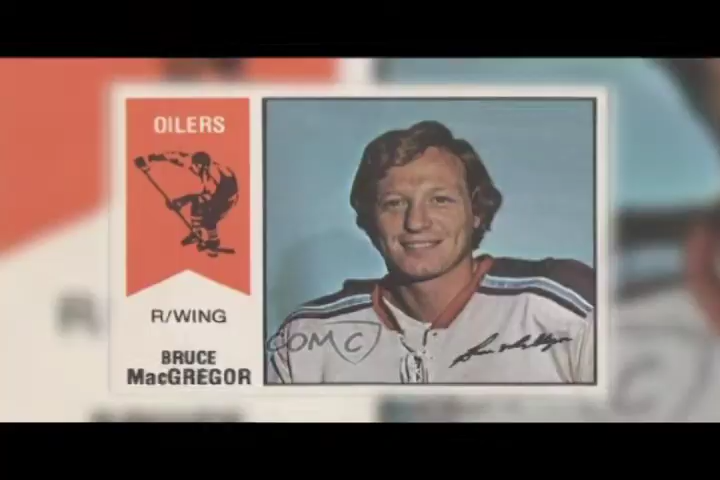 OILERS
R/WING
BRUCE
MacGREGOR
COMC